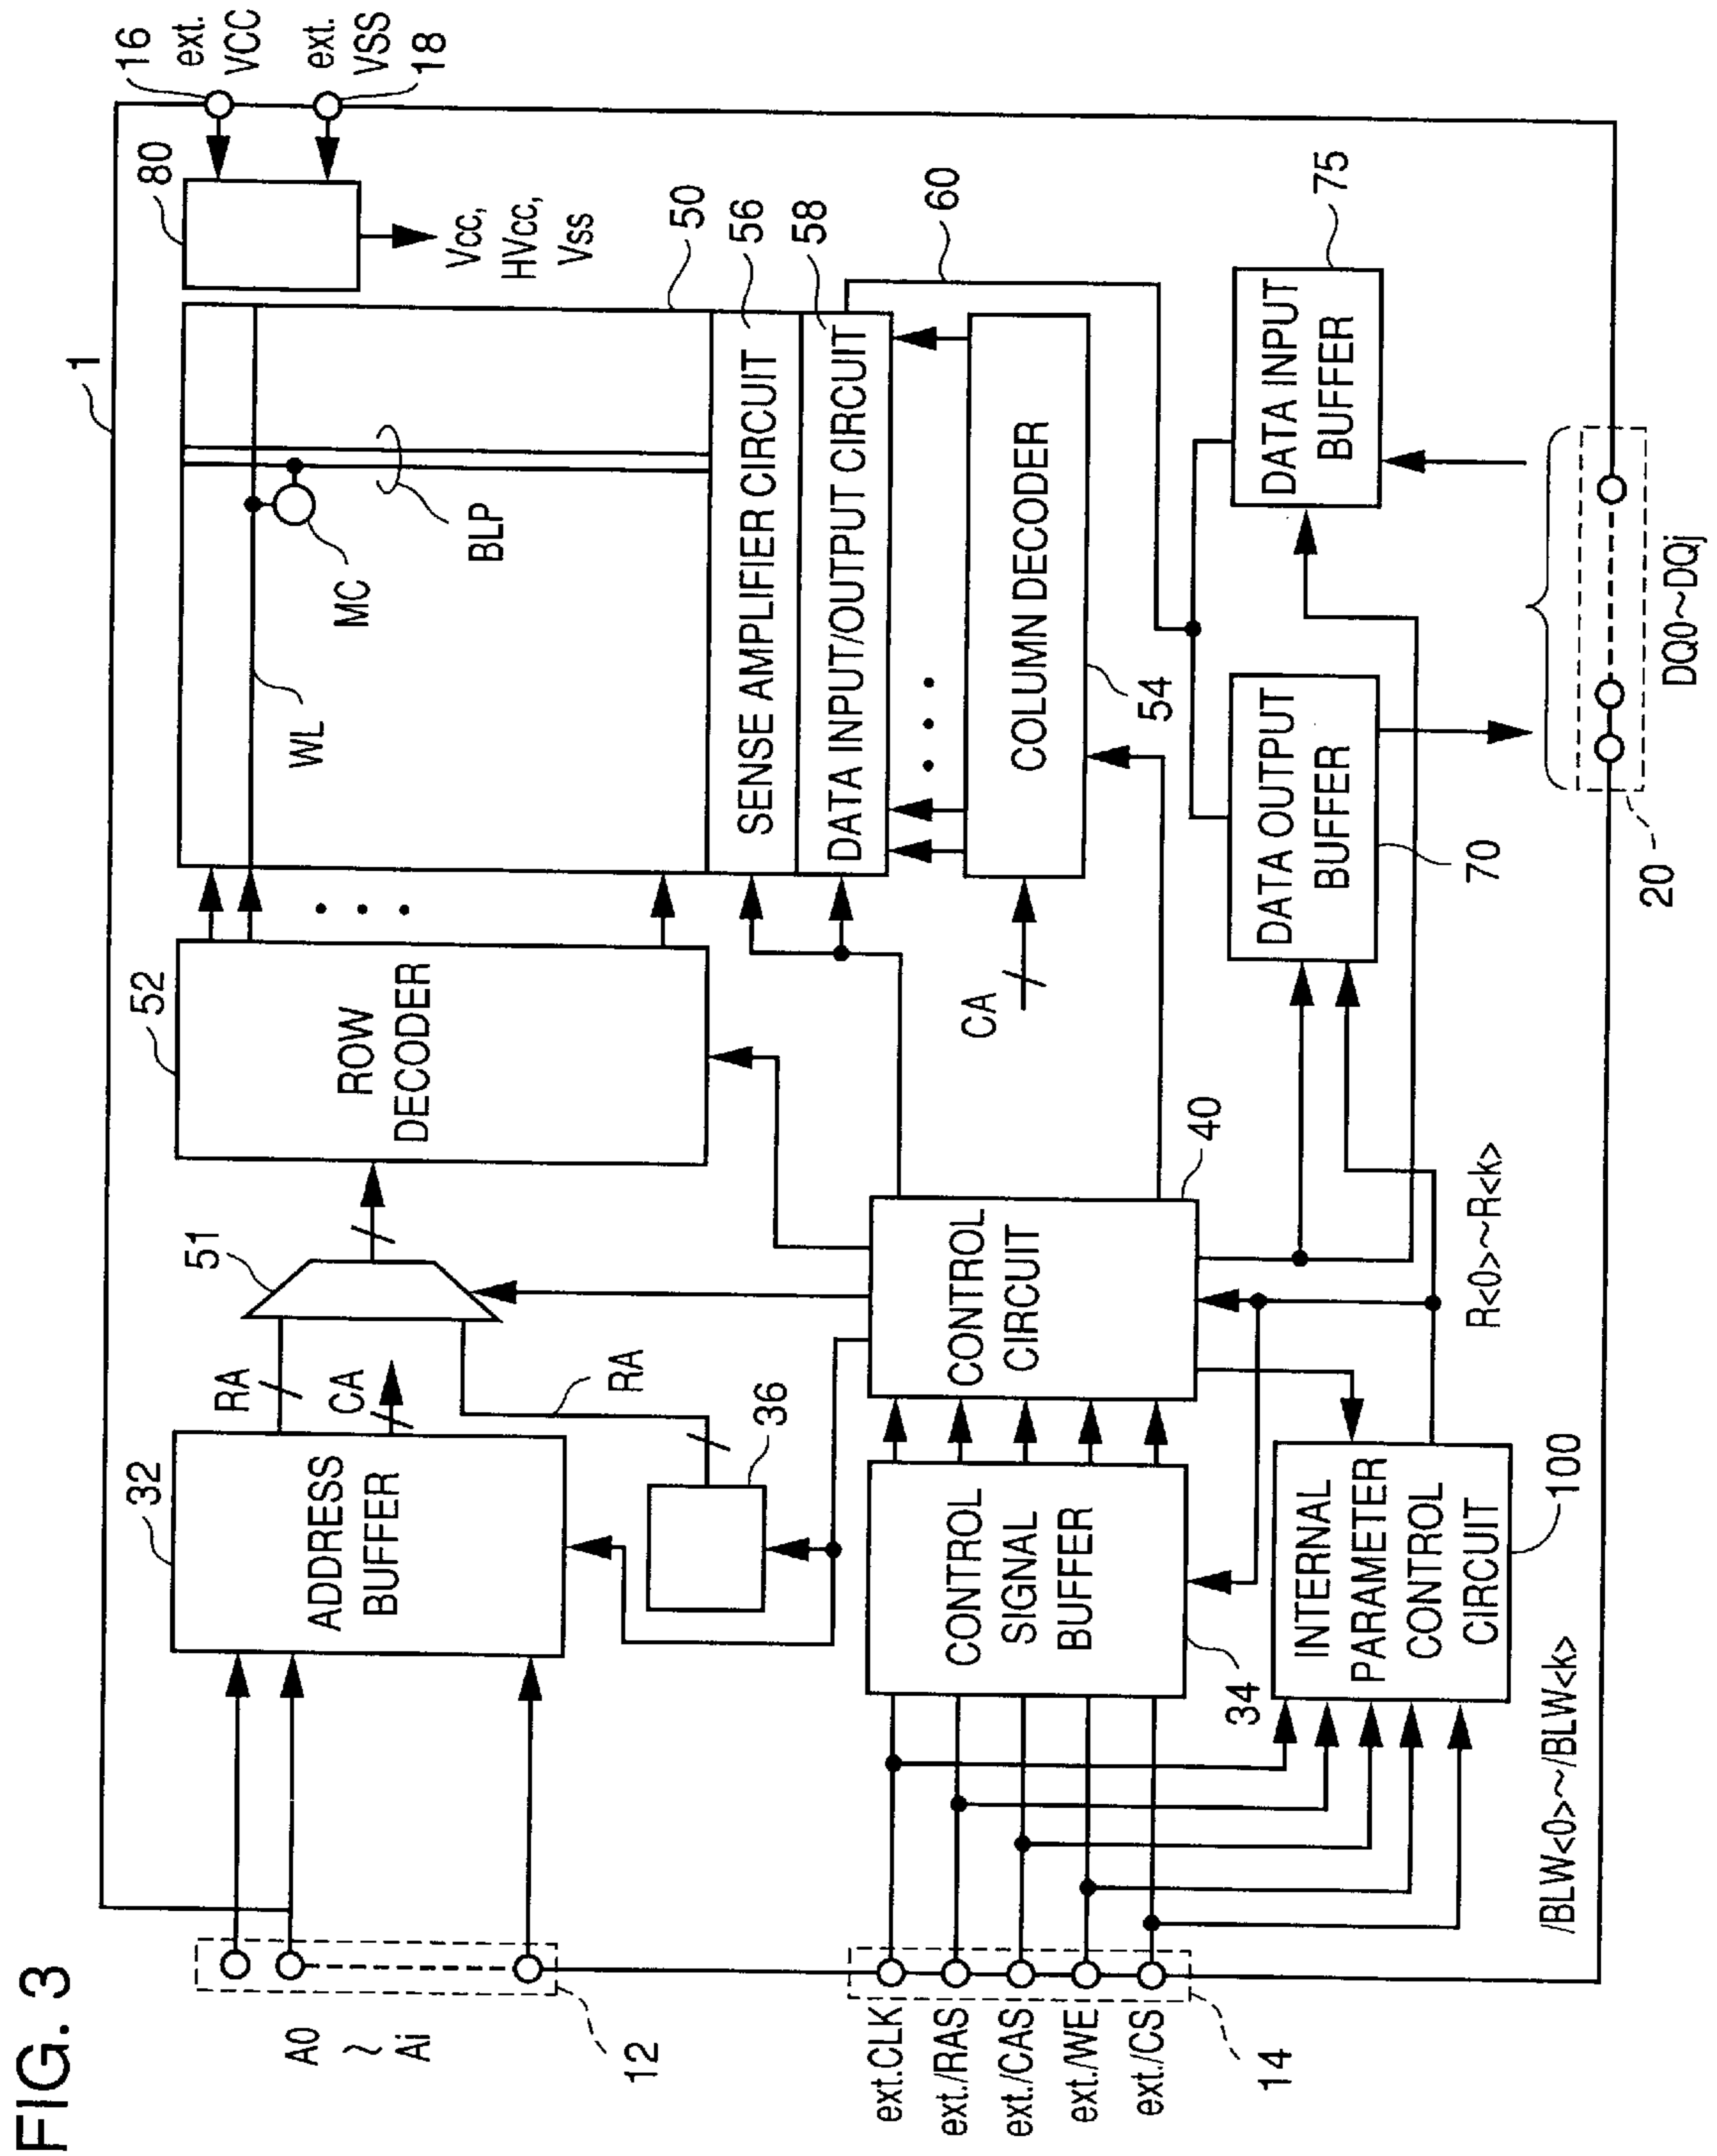 FIG. 3
1
16
ext.
VCC
ext.
VSS
18
80
Vcc,
HVcc,
Vss
32
ADDRESS
BUFFER
RA
CA
51
52
ROW
DECODER
WL
MC
BLP
50
SENSE AMPLIFIER CIRCUIT
56
DATA INPUT/OUTPUT CIRCUIT
58
60
A0
~
Ai
12
36
RA
CA
COLUMN DECODER
54
ext.CLK
ext./RAS
ext./CAS
ext./WE
ext./CS
14
CONTROL
SIGNAL
BUFFER
34
CONTROL
CIRCUIT
40
DATA OUTPUT
BUFFER
70
DATA INPUT
BUFFER
75
INTERNAL
PARAMETER
CONTROL
CIRCUIT
100
/BLW<0>~/BLW<k>
R<0>~R<k>
20
DQ0~DQj